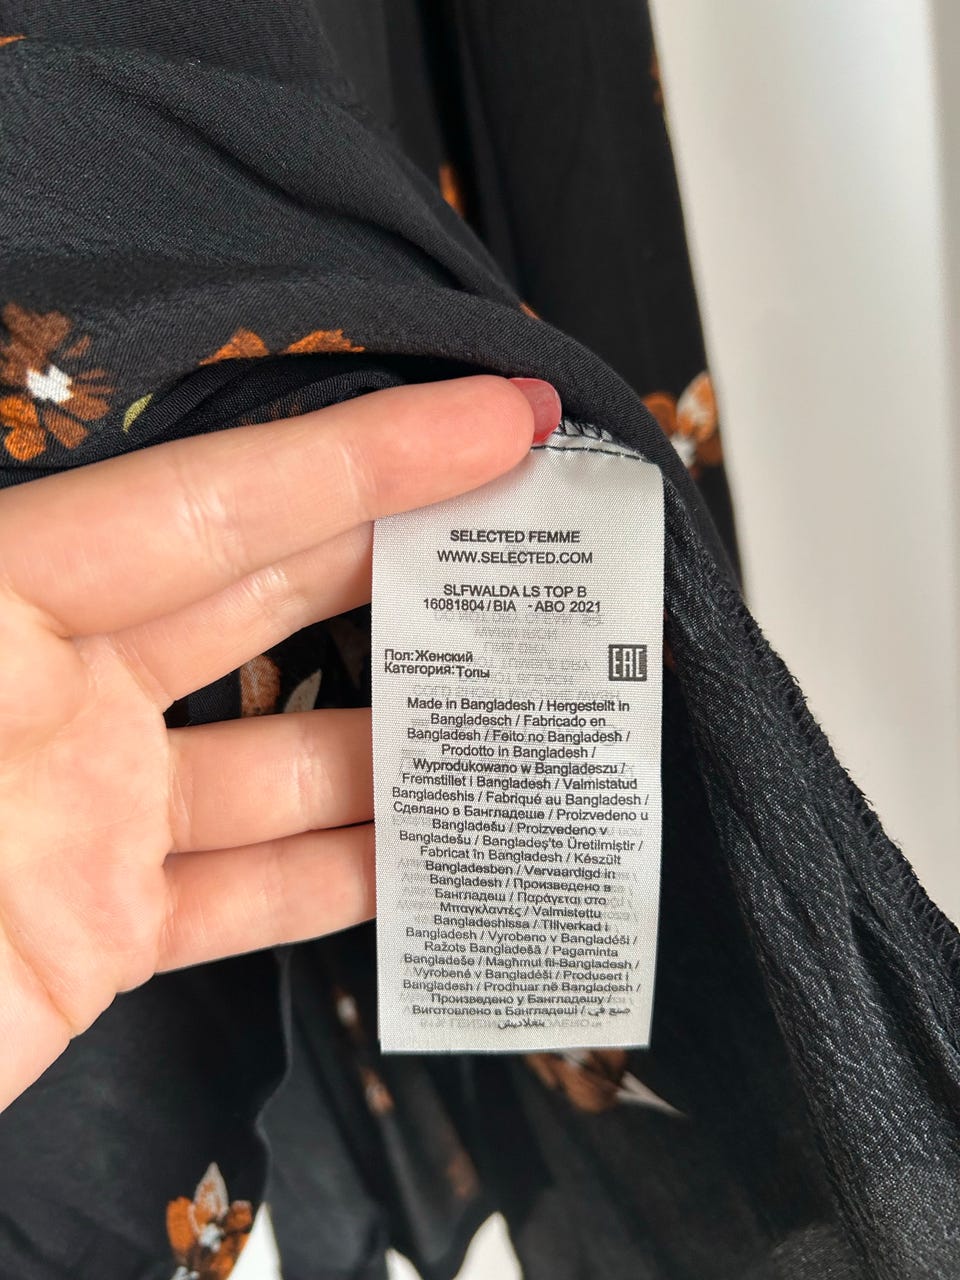 SELECTED FEMME
WWW.SELECTED.COM
SLFWALDA LS TOP B
16081804/BIA - ABO 2021
Пол:Женский
Категория:Топы
EAC
Made in Bangladesh / Hergestellt in
Bangladesch / Fabricado en
Bangladesh / Feito no Bangladesh /
Prodotto in Bangladesh /
Wyprodukowano w Bangladeszu /
Fremstillet i Bangladesh / Valmistatud
Bangladeshis / Fabriqué au Bangladesh /
Сделано в Бангладеше / Proizvedeno u
Bangladešu / Proizvedeno v
Bangladešu / Bangladeş'te Üretilmiştir /
Fabricat în Bangladesh / Készült
Bangladesben / Vervaardigd in
Bangladesh / Произведено в
Бангладеш / Παράγεται στο
Μπαγκλαντές / Valmistettu
Bangladeshissa / Tillverkad i
Bangladesh / Vyrobeno v Bangladéši /
Ražots Bangladešā / Pagaminta
Bangladeše / Magħmul fil-Bangladesh /
Vyrobené v Bangladéši / Produsert i
Bangladesh / Prodhuar në Bangladesh /
Произведено у Бангладешу /
Виготовлено в Бангладеші / صنع في
بنغلاديش